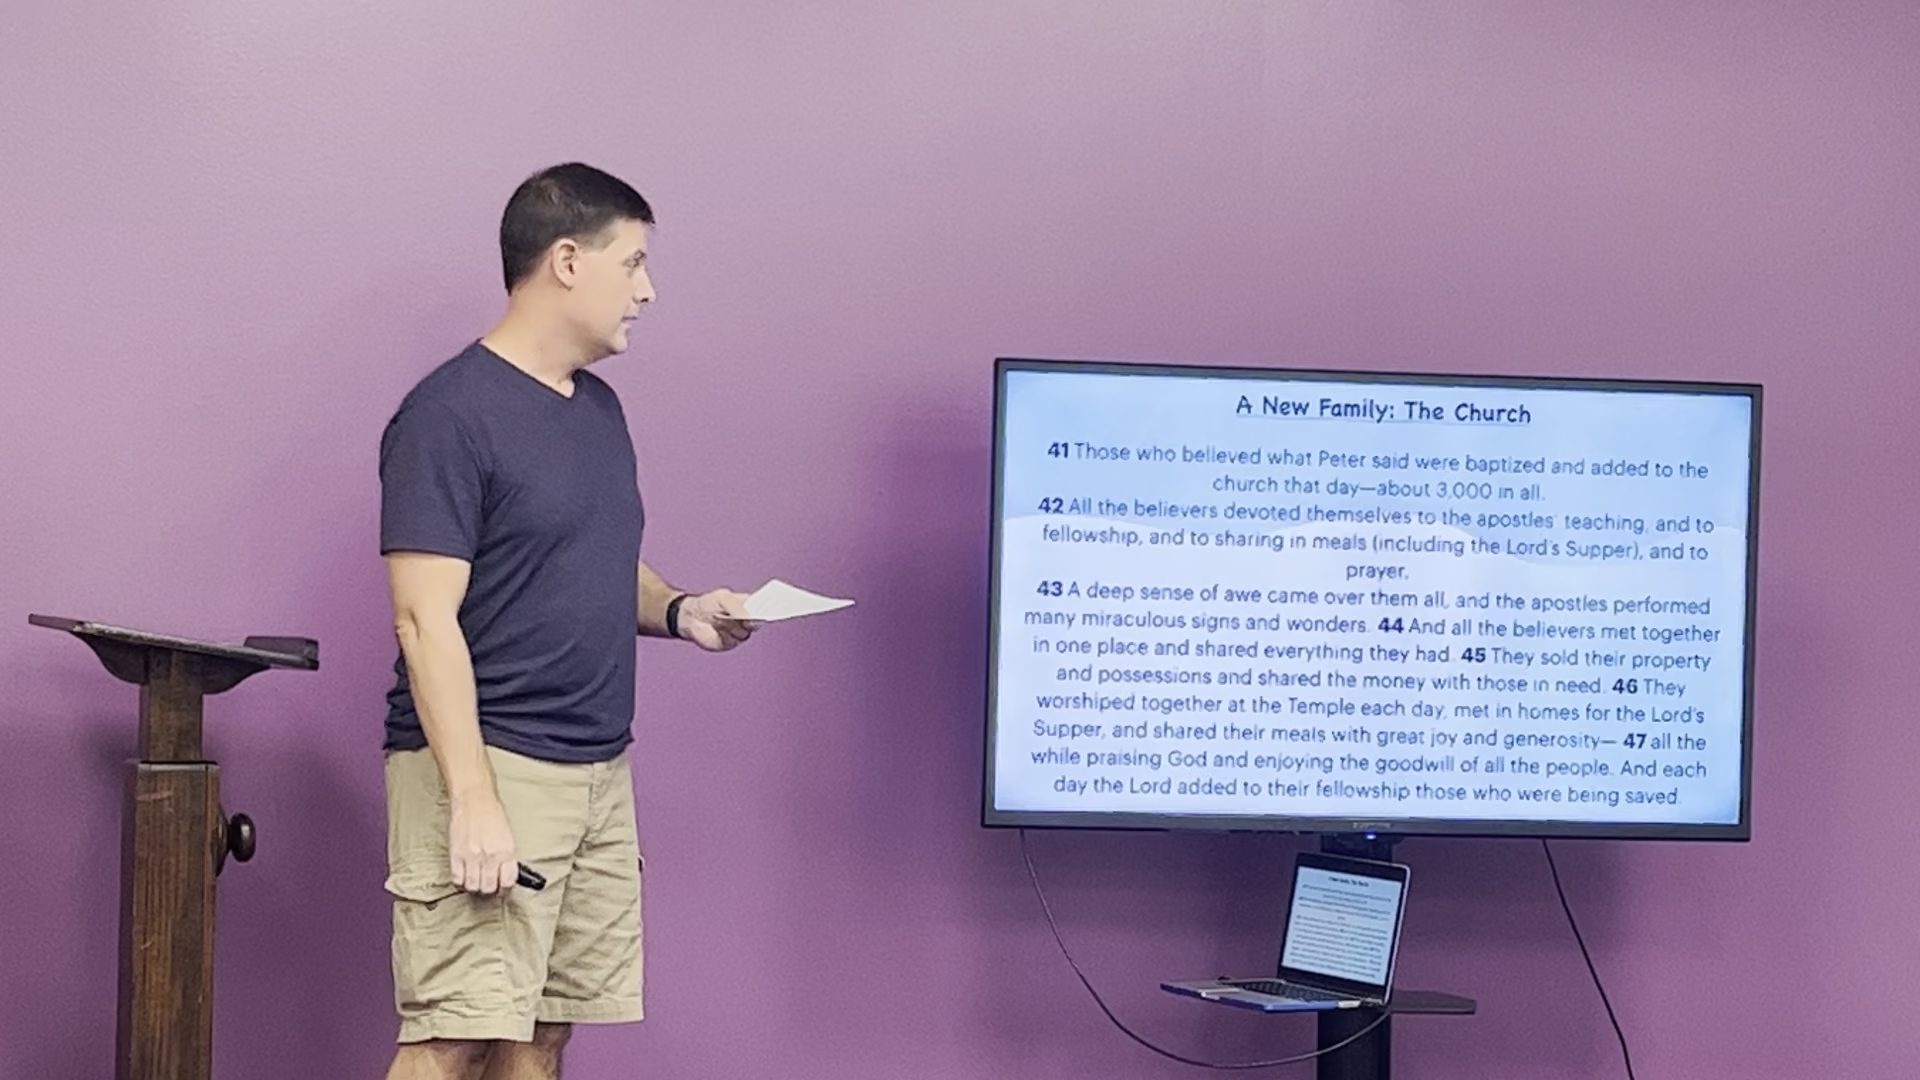 A New Family: The Church
41 Those who believed what Peter said were baptized and added to the
church that day—about 3,000 in all.
42 All the believers devoted themselves to the apostles' teaching, and to
fellowship, and to sharing in meals (including the Lord's Supper), and to
prayer.
43 A deep sense of awe came over them all, and the apostles performed
many miraculous signs and wonders. 44 And all the believers met together
in one place and shared everything they had. 45 They sold their property
and possessions and shared the money with those in need. 46 They
worshiped together at the Temple each day, met in homes for the Lord's
Supper, and shared their meals with great joy and generosity— 47 all the
while praising God and enjoying the goodwill of all the people. And each
day the Lord added to their fellowship those who were being saved.